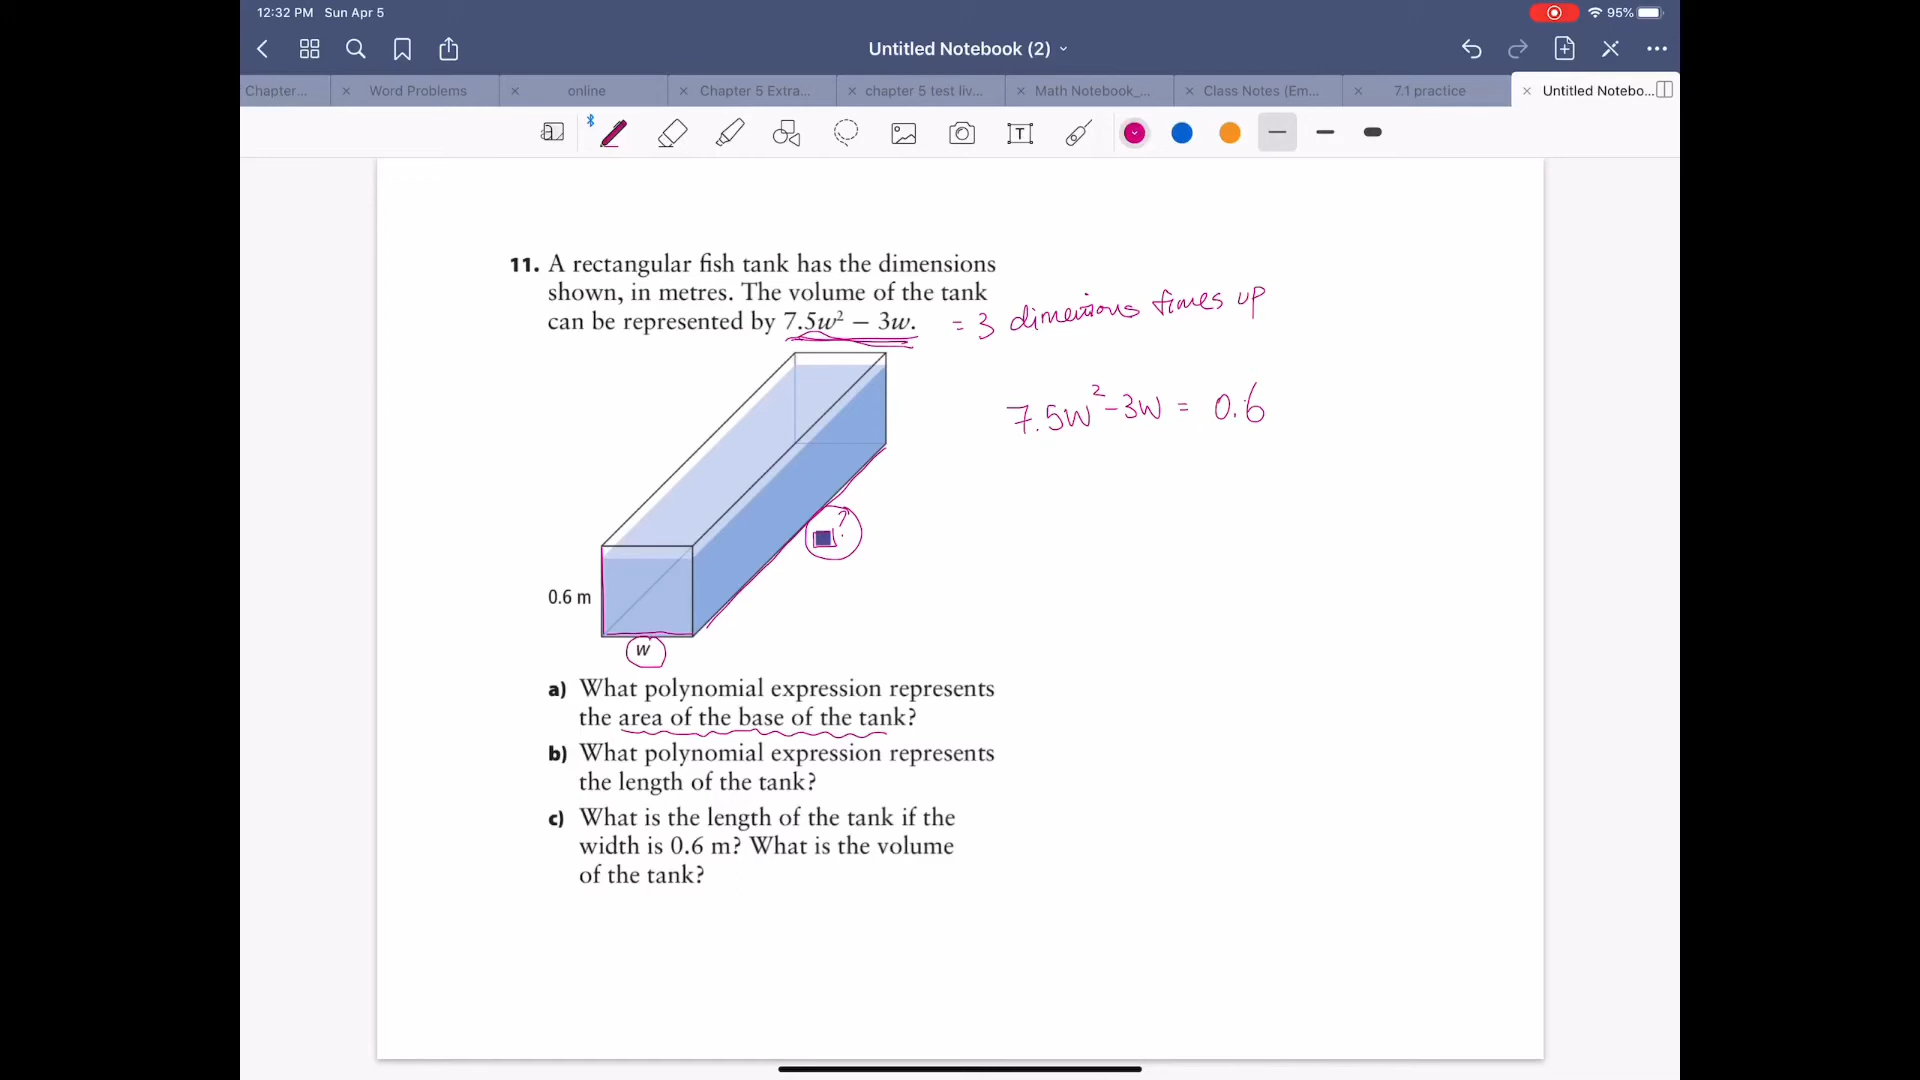 12:32 PM Sun Apr 5
95%
Untitled Notebook (2)
Chapter...
Word Problems
online
Chapter 5 Extra...
chapter 5 test liv...
Math Notebook_...
Class Notes (Em...
7.1 practice
Untitled Notebo...
11. A rectangular fish tank has the dimensions
shown, in metres. The volume of the tank
can be represented by 7.5w² − 3w.
= 3 dimensions times up
7.5w² - 3w = 0.6
?
0.6 m
w
a) What polynomial expression represents
the area of the base of the tank?
b) What polynomial expression represents
the length of the tank?
c) What is the length of the tank if the
width is 0.6 m? What is the volume
of the tank?